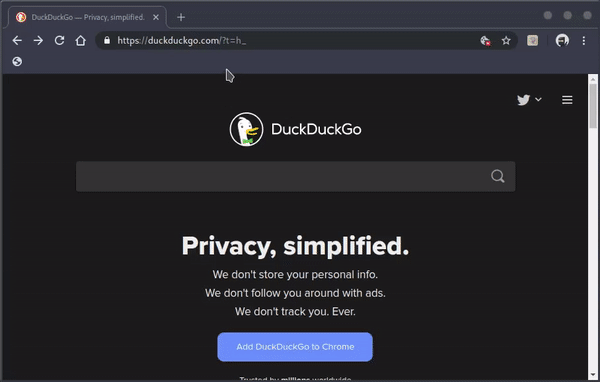 DuckDuckGo — Privacy, simplified.
https://duckduckgo.com/?t=h_
DuckDuckGo
Privacy, simplified.
We don't store your personal info.
We don't follow you around with ads.
We don't track you. Ever.
Add DuckDuckGo to Chrome
Trusted by millions worldwide